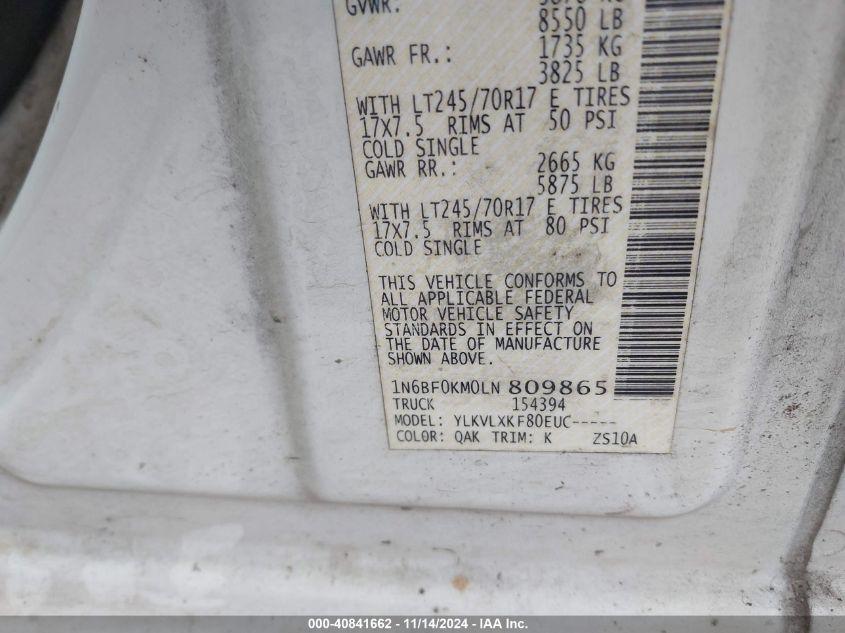 GVWR:
8550 LB
GAWR FR.: 1735 KG
3825 LB
WITH LT245/70R17 E TIRES
17X7.5 RIMS AT 50 PSI
COLD SINGLE
GAWR RR.: 2665 KG
5875 LB
WITH LT245/70R17 E TIRES
17X7.5 RIMS AT 80 PSI
COLD SINGLE
THIS VEHICLE CONFORMS TO
ALL APPLICABLE FEDERAL
MOTOR VEHICLE SAFETY
STANDARDS IN EFFECT ON
THE DATE OF MANUFACTURE
SHOWN ABOVE.
1N6BF0KM0LN 809865
TRUCK 154394
MODEL: YLKVLXKF80EUC-----
COLOR: QAK TRIM: K ZS10A
000-40841662 - 11/14/2024 - IAA Inc.